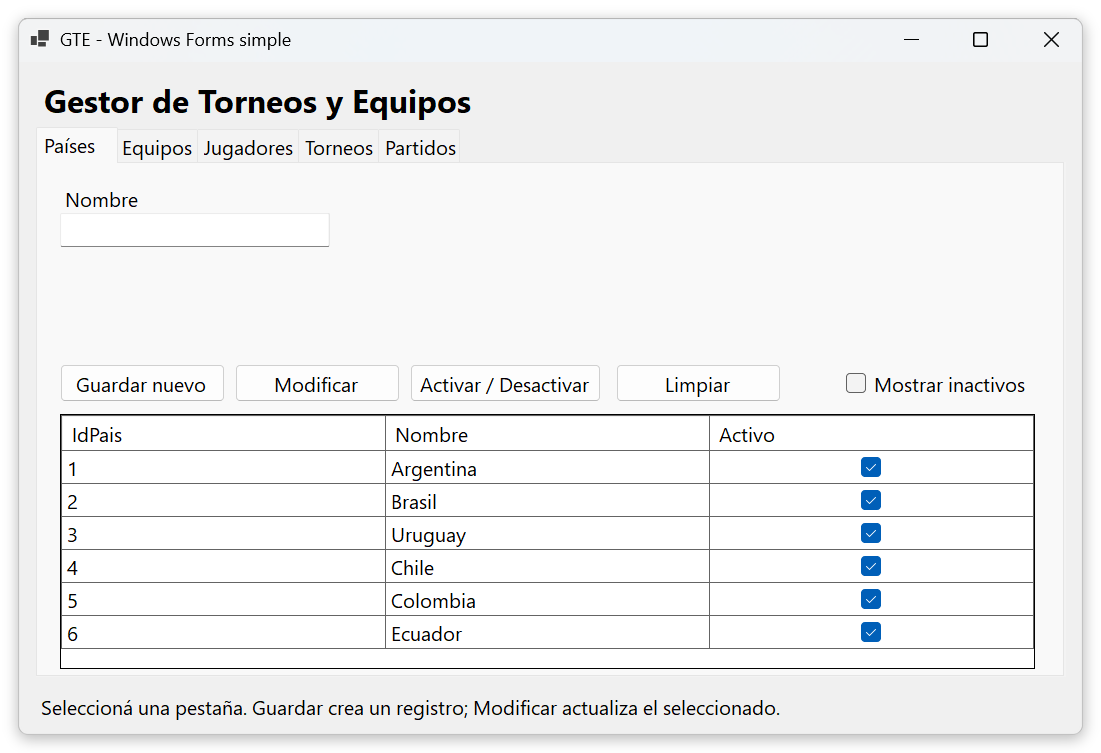 GTE - Windows Forms simple
Gestor de Torneos y Equipos
Países Equipos Jugadores Torneos Partidos
Nombre
Guardar nuevo Modificar Activar / Desactivar Limpiar Mostrar inactivos
IdPais Nombre Activo
1 Argentina
2 Brasil
3 Uruguay
4 Chile
5 Colombia
6 Ecuador
Seleccioná una pestaña. Guardar crea un registro; Modificar actualiza el seleccionado.